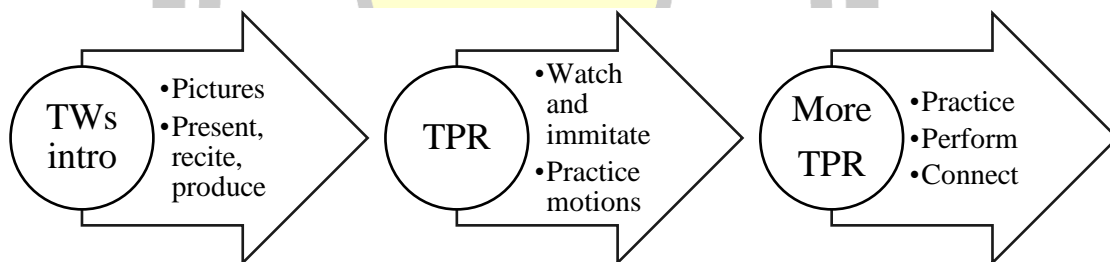 TWs
intro
•Pictures
•Present,
recite,
produce
TPR
•Watch
and
immitate
•Practice
motions
More
TPR
•Practice
•Perform
•Connect